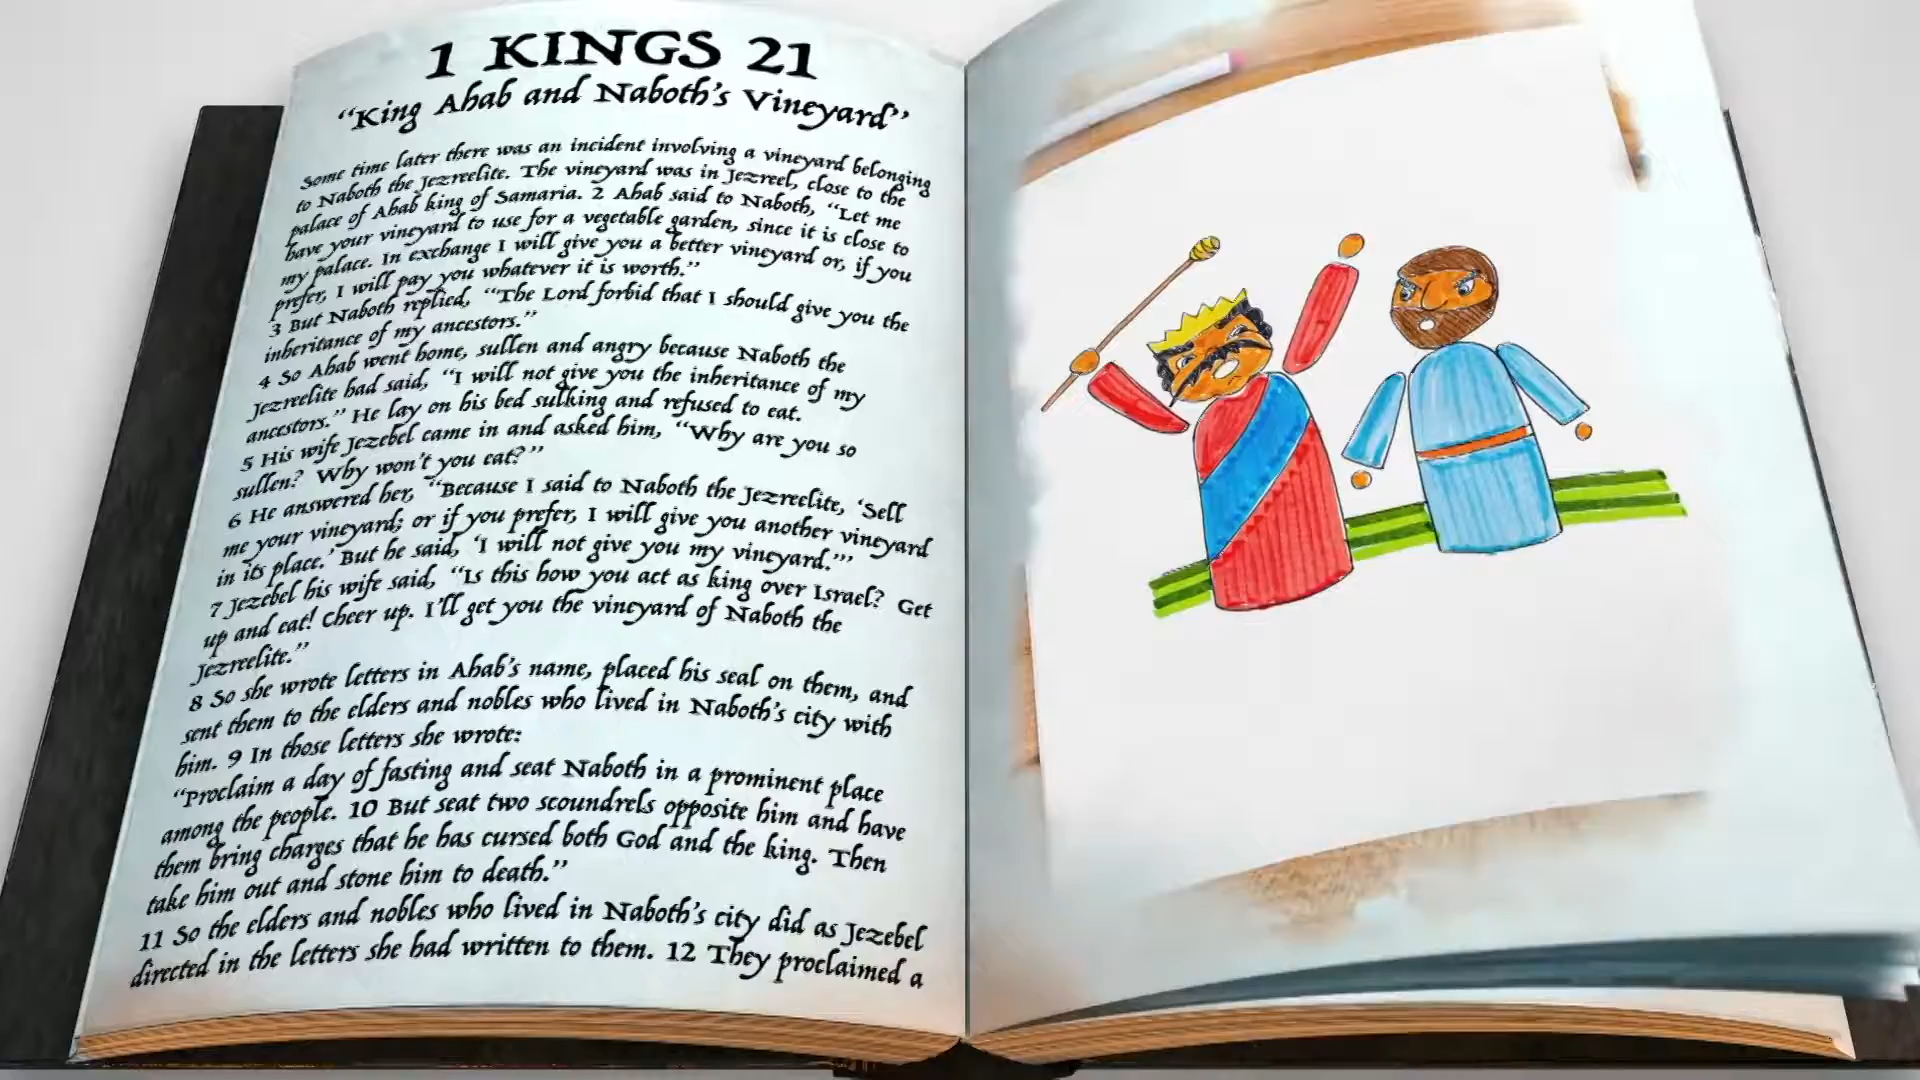 1 KINGS 21
“King Ahab and Naboth’s Vineyard”
Some time later there was an incident involving a vineyard belonging
to Naboth the Jezreelite. The vineyard was in Jezreel, close to the
palace of Ahab king of Samaria. 2 Ahab said to Naboth, “Let me
have your vineyard to use for a vegetable garden, since it is close to
my palace. In exchange I will give you a better vineyard or, if you
prefer, I will pay you whatever it is worth.”
3 But Naboth replied, “The Lord forbid that I should give you the
inheritance of my ancestors.”
4 So Ahab went home, sullen and angry because Naboth the
Jezreelite had said, “I will not give you the inheritance of my
ancestors.” He lay on his bed sulking and refused to eat.
5 His wife Jezebel came in and asked him, “Why are you so
sullen? Why won’t you eat?”
6 He answered her, “Because I said to Naboth the Jezreelite, ‘Sell
me your vineyard; or if you prefer, I will give you another vineyard
in its place.’ But he said, ‘I will not give you my vineyard.’”
7 Jezebel his wife said, “Is this how you act as king over Israel? Get
up and eat! Cheer up. I’ll get you the vineyard of Naboth the
Jezreelite.”
8 So she wrote letters in Ahab’s name, placed his seal on them, and
sent them to the elders and nobles who lived in Naboth’s city with
him. 9 In those letters she wrote:
“Proclaim a day of fasting and seat Naboth in a prominent place
among the people. 10 But seat two scoundrels opposite him and have
them bring charges that he has cursed both God and the king. Then
take him out and stone him to death.”
11 So the elders and nobles who lived in Naboth’s city did as Jezebel
directed in the letters she had written to them. 12 They proclaimed a